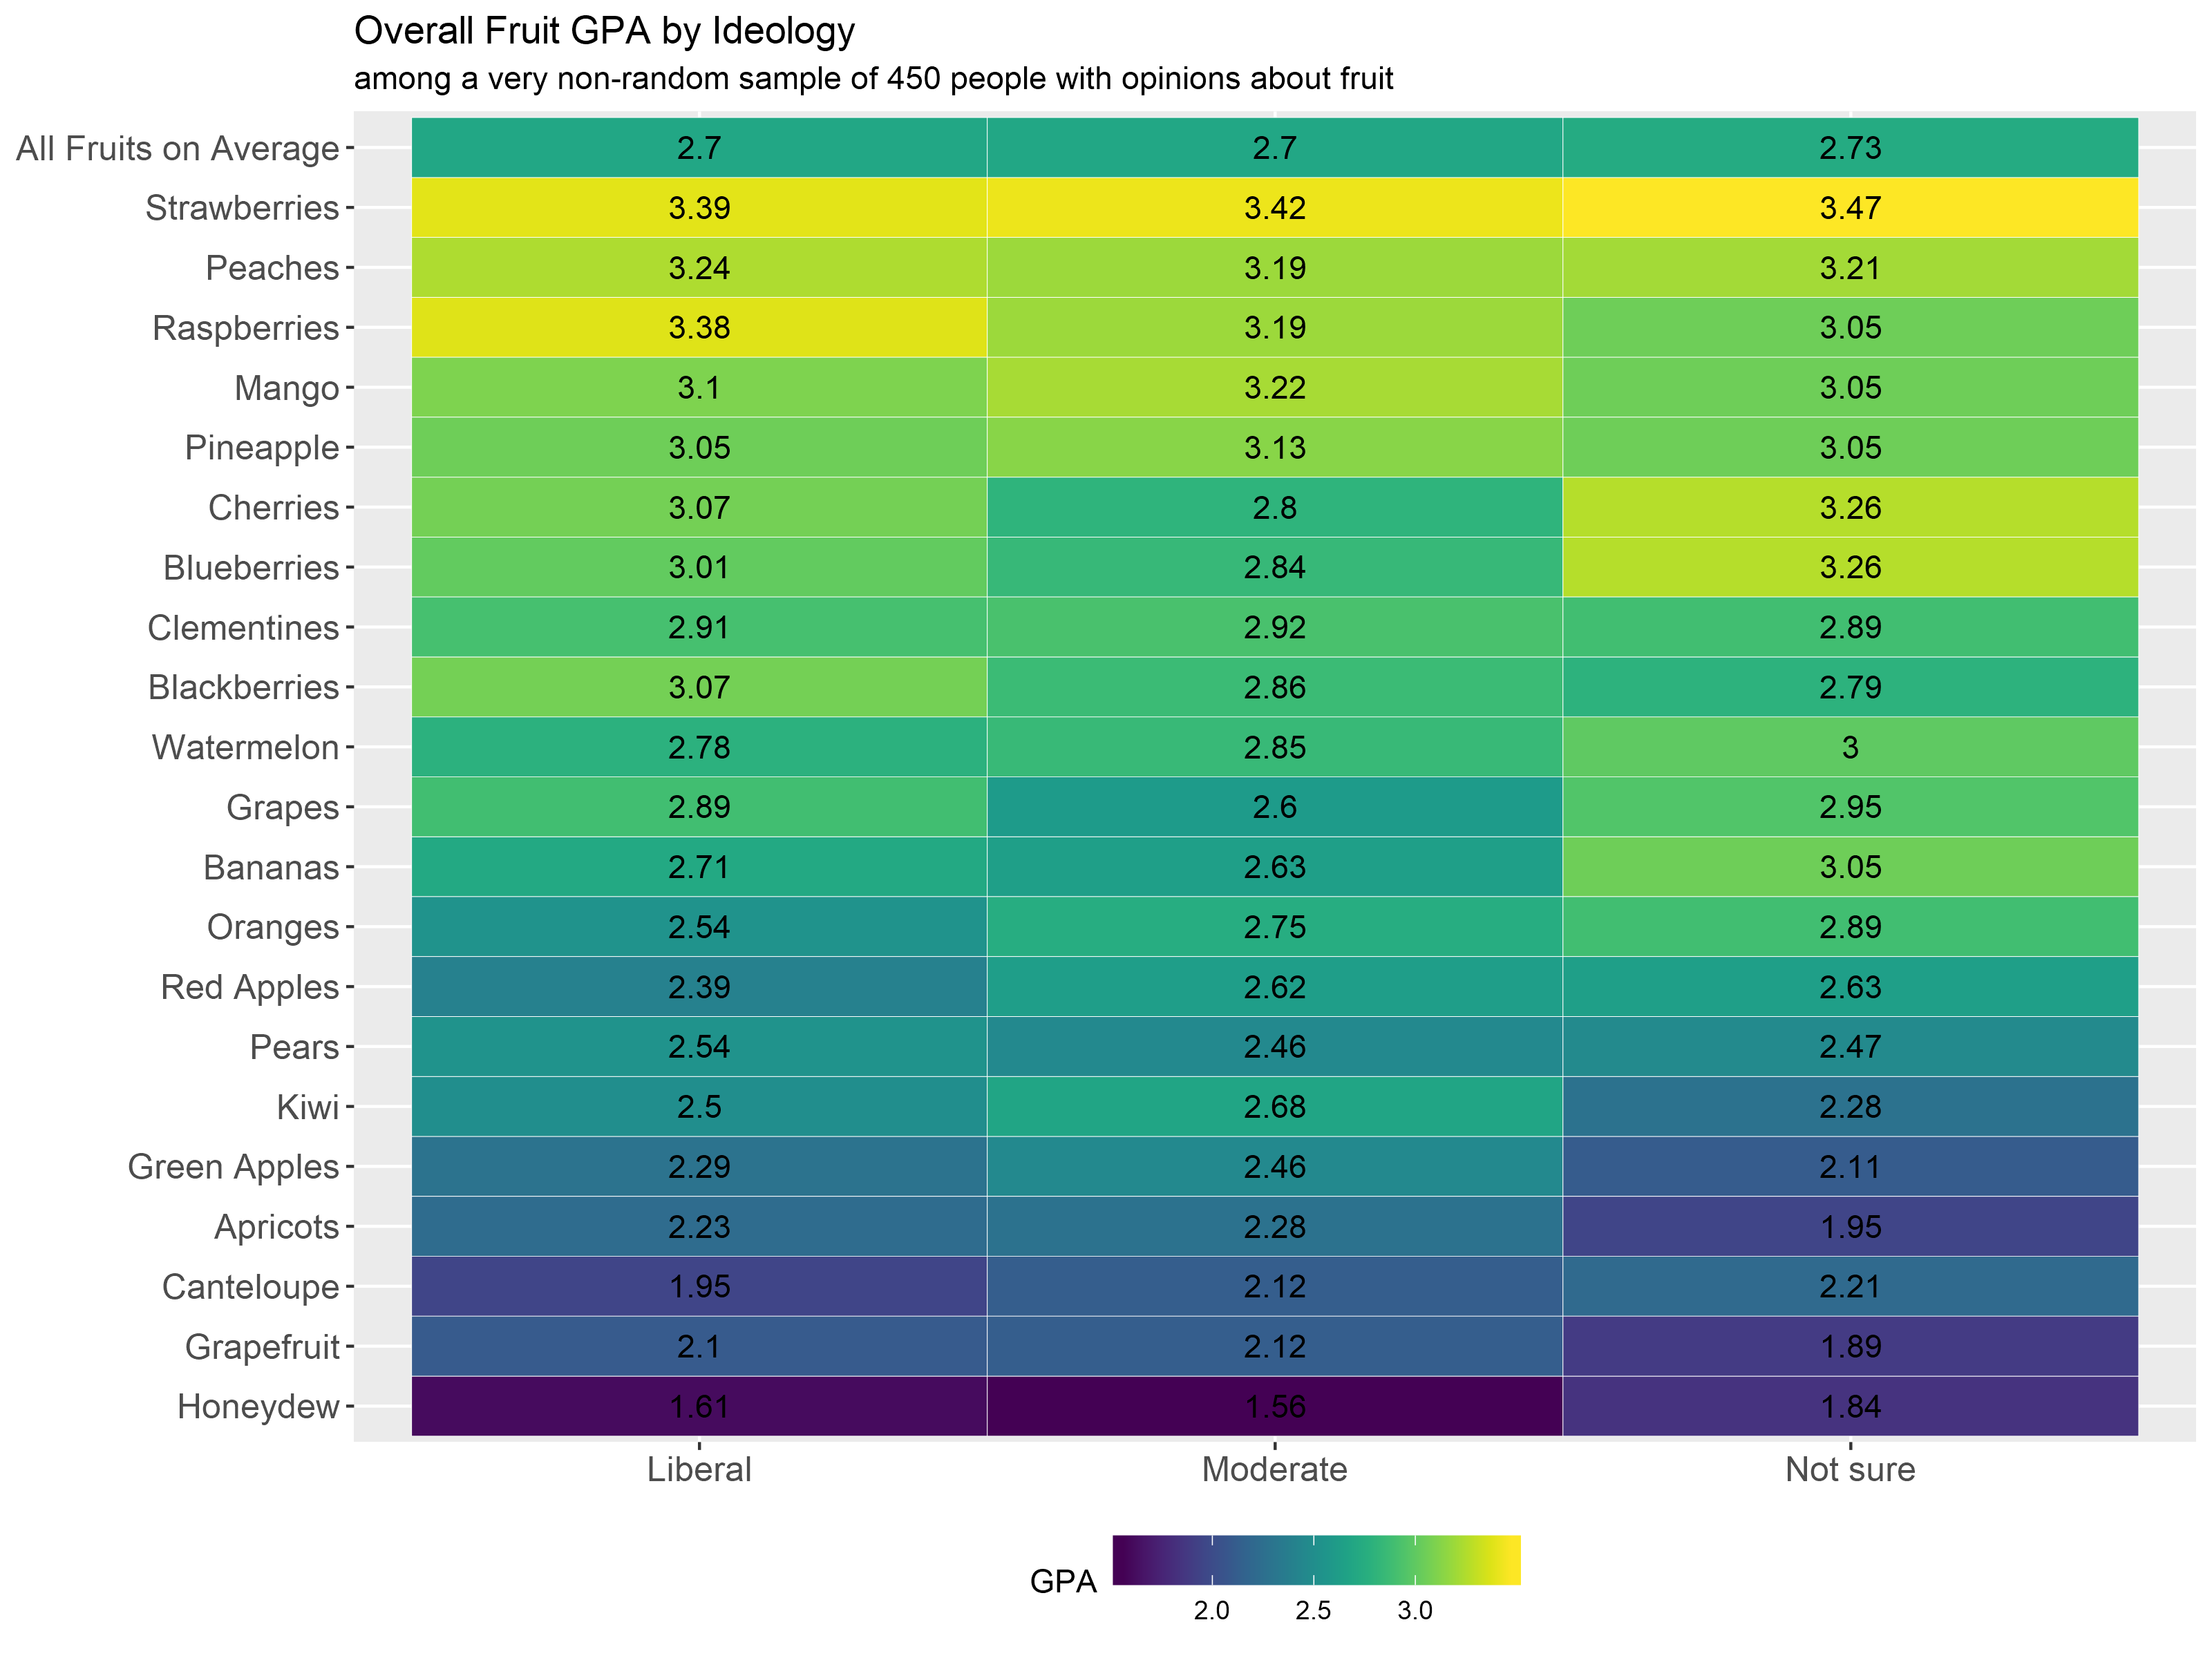 Overall Fruit GPA by Ideology
among a very non-random sample of 450 people with opinions about fruit
All Fruits on Average 2.7 2.7 2.73
Strawberries 3.39 3.42 3.47
Peaches 3.24 3.19 3.21
Raspberries 3.38 3.19 3.05
Mango 3.1 3.22 3.05
Pineapple 3.05 3.13 3.05
Cherries 3.07 2.8 3.26
Blueberries 3.01 2.84 3.26
Clementines 2.91 2.92 2.89
Blackberries 3.07 2.86 2.79
Watermelon 2.78 2.85 3
Grapes 2.89 2.6 2.95
Bananas 2.71 2.63 3.05
Oranges 2.54 2.75 2.89
Red Apples 2.39 2.62 2.63
Pears 2.54 2.46 2.47
Kiwi 2.5 2.68 2.28
Green Apples 2.29 2.46 2.11
Apricots 2.23 2.28 1.95
Canteloupe 1.95 2.12 2.21
Grapefruit 2.1 2.12 1.89
Honeydew 1.61 1.56 1.84
Liberal Moderate Not sure
GPA
2.0 2.5 3.0